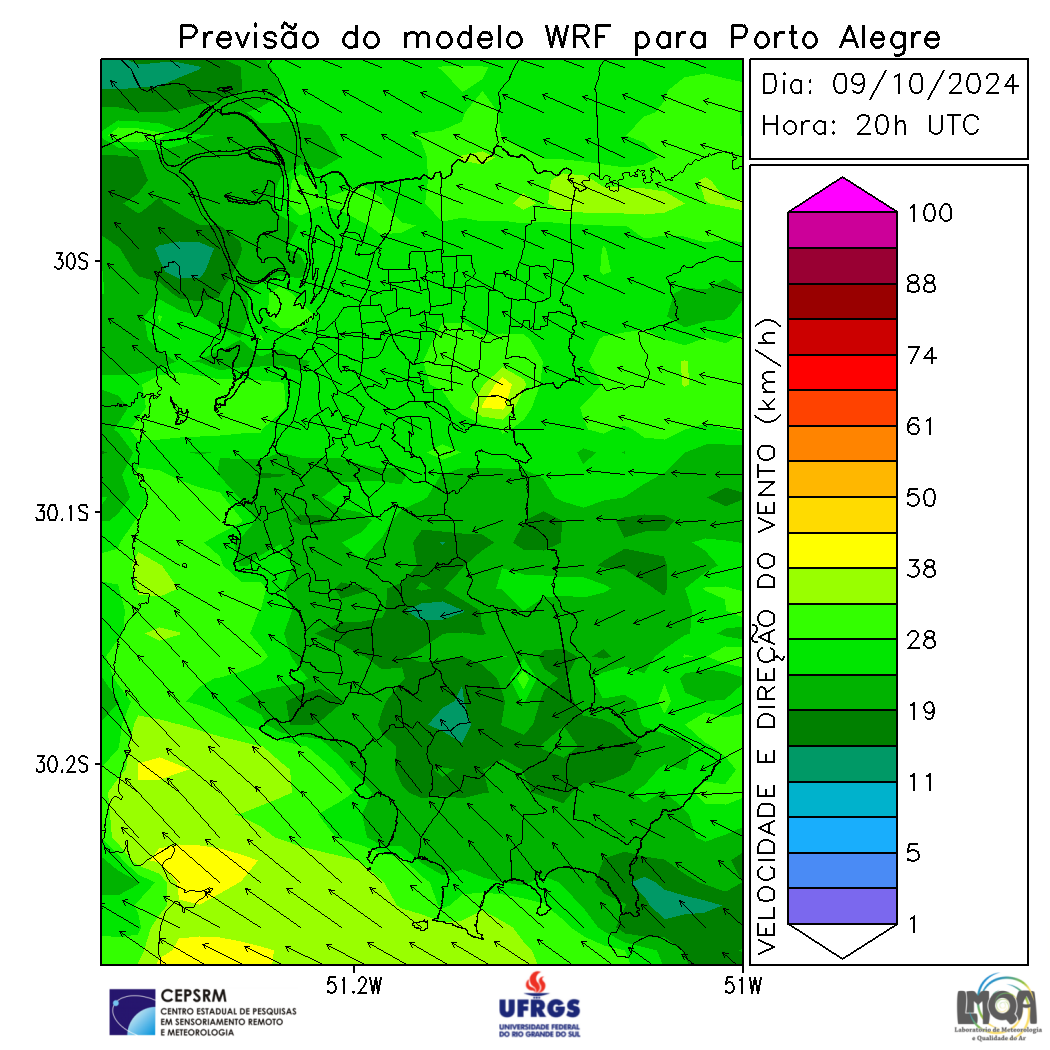 Previsão do modelo WRF para Porto Alegre
Dia: 09/10/2024
Hora: 20h UTC
30S
30.1S
30.2S
51.2W
51W
VELOCIDADE E DIREÇÃO DO VENTO (km/h)
100
88
74
61
50
38
28
19
11
5
1
CEPSRM
CENTRO ESTADUAL DE PESQUISAS
EM SENSORIAMENTO REMOTO
E METEOROLOGIA
UFRGS
UNIVERSIDADE FEDERAL
DO RIO GRANDE DO SUL
LMQA
Laboratório de Meteorologia
e Qualidade do Ar